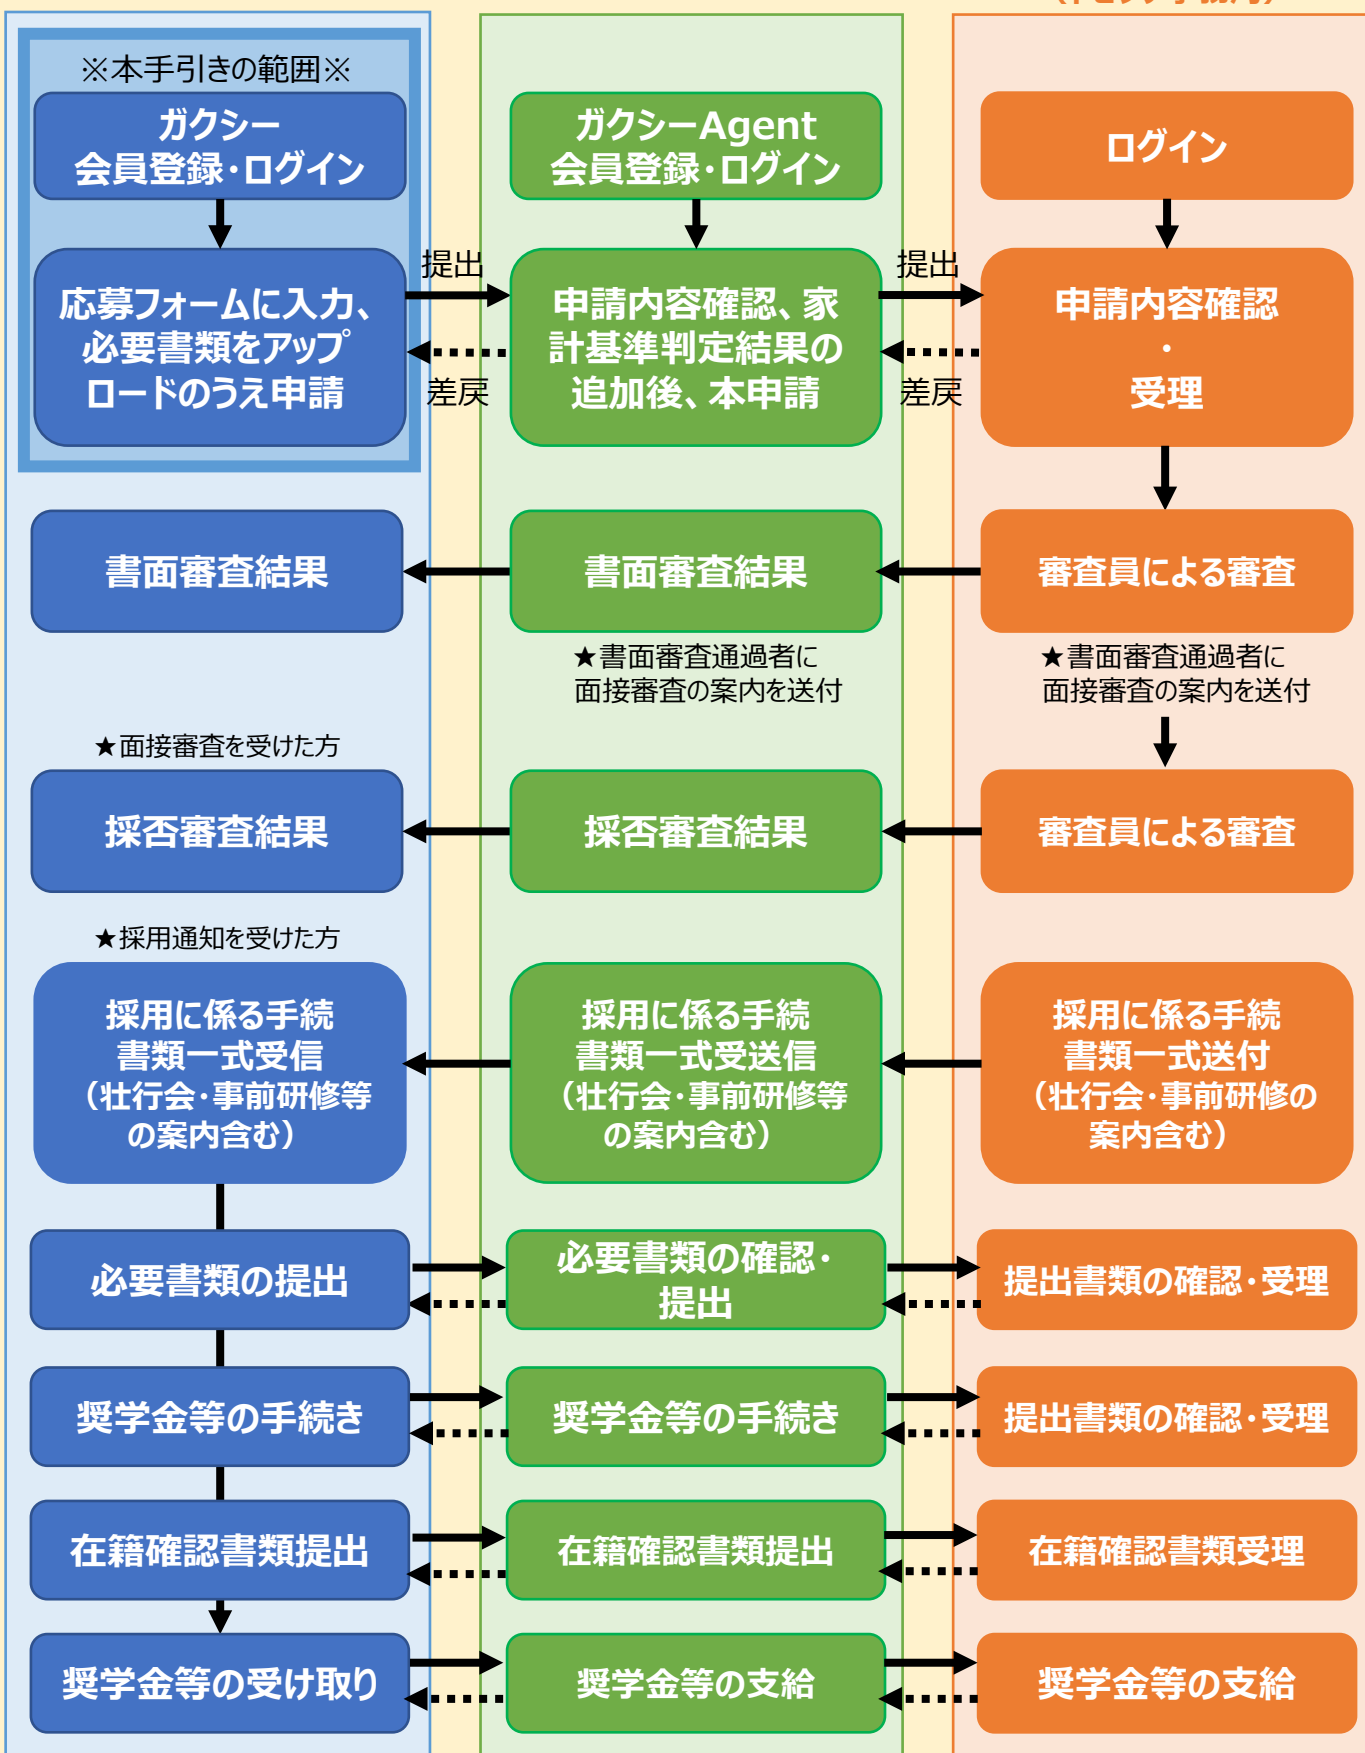 ※本手引きの範囲※
ガクシー
会員登録・ログイン
ガクシーAgent
会員登録・ログイン
ログイン
提出
提出
応募フォームに入力、
必要書類をアップ
ロードのうえ申請
申請内容確認、家
計基準判定結果の
追加後、本申請
申請内容確認
・
受理
差戻
差戻
書面審査結果
書面審査結果
審査員による審査
★書面審査通過者に
面接審査の案内を送付
★書面審査通過者に
面接審査の案内を送付
★面接審査を受けた方
採否審査結果
採否審査結果
審査員による審査
★採用通知を受けた方
採用に係る手続
書類一式受信
（壮行会・事前研修等
の案内含む）
採用に係る手続
書類一式受送信
（壮行会・事前研修等
の案内含む）
採用に係る手続
書類一式送付
（壮行会・事前研修の
案内含む）
必要書類の提出
必要書類の確認・
提出
提出書類の確認・受理
奨学金等の手続き
奨学金等の手続き
提出書類の確認・受理
在籍確認書類提出
在籍確認書類提出
在籍確認書類受理
奨学金等の受け取り
奨学金等の支給
奨学金等の支給